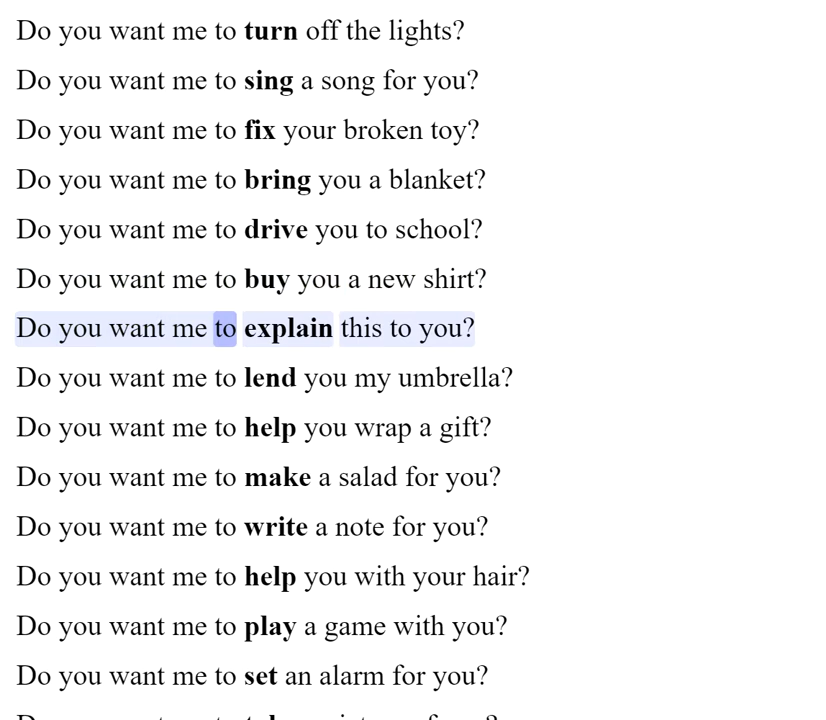 Do you want me to turn off the lights?
Do you want me to sing a song for you?
Do you want me to fix your broken toy?
Do you want me to bring you a blanket?
Do you want me to drive you to school?
Do you want me to buy you a new shirt?
Do you want me to explain this to you?
Do you want me to lend you my umbrella?
Do you want me to help you wrap a gift?
Do you want me to make a salad for you?
Do you want me to write a note for you?
Do you want me to help you with your hair?
Do you want me to play a game with you?
Do you want me to set an alarm for you?